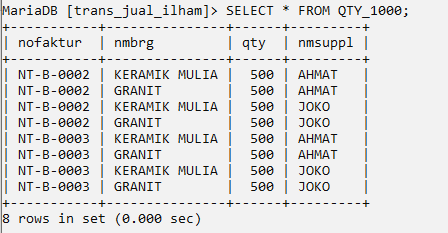 MariaDB [trans_jual_ilham]> SELECT * FROM QTY_1000;
+-----------+---------------+------+---------+
| nofaktur  | nmbrg         | qty  | nmsuppl |
+-----------+---------------+------+---------+
| NT-B-0002 | KERAMIK MULIA |  500 | AHMAT   |
| NT-B-0002 | GRANIT        |  500 | AHMAT   |
| NT-B-0002 | KERAMIK MULIA |  500 | JOKO    |
| NT-B-0002 | GRANIT        |  500 | JOKO    |
| NT-B-0003 | KERAMIK MULIA |  500 | AHMAT   |
| NT-B-0003 | GRANIT        |  500 | AHMAT   |
| NT-B-0003 | KERAMIK MULIA |  500 | JOKO    |
| NT-B-0003 | GRANIT        |  500 | JOKO    |
+-----------+---------------+------+---------+
8 rows in set (0.000 sec)